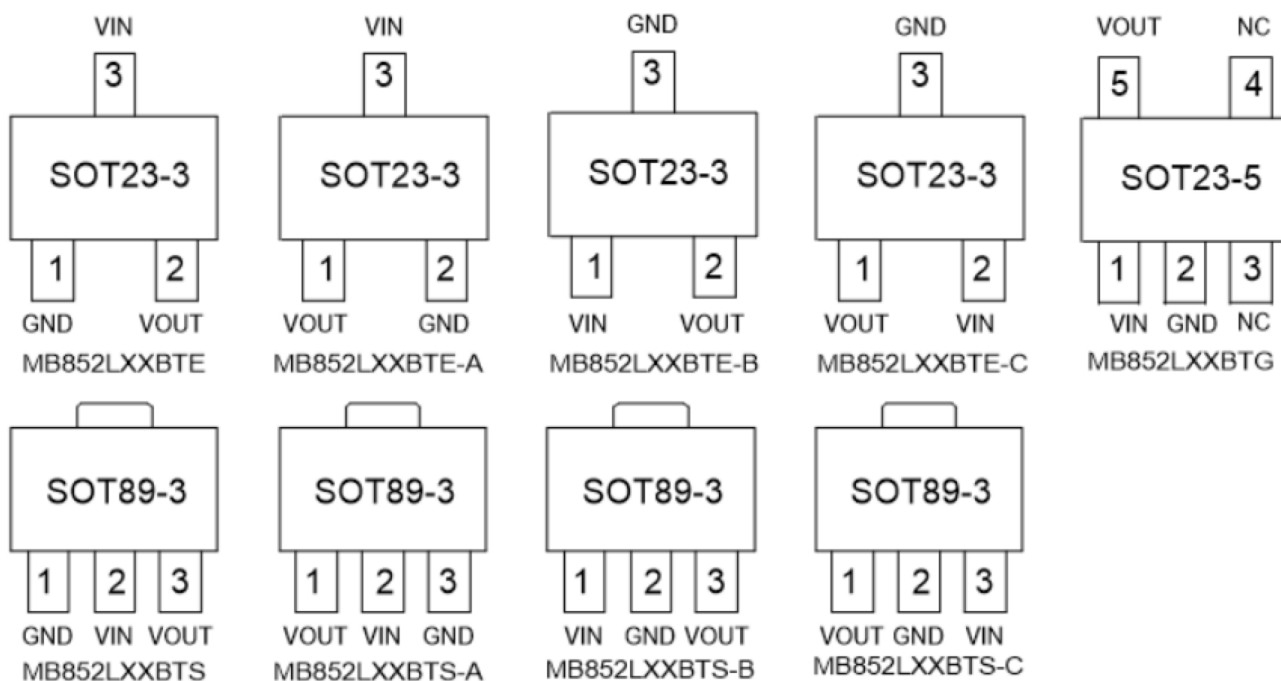 VIN VIN GND GND VOUT NC
3 3 3 3 5 4
SOT23-3 SOT23-3 SOT23-3 SOT23-3 SOT23-5
1 2 1 2 1 2 1 2 1 2 3
GND VOUT VOUT GND VIN VOUT VOUT VIN VIN GND NC
MB852LXXBTE MB852LXXBTE-A MB852LXXBTE-B MB852LXXBTE-C MB852LXXBTG
SOT89-3 SOT89-3 SOT89-3 SOT89-3
1 2 3 1 2 3 1 2 3 1 2 3
GND VIN VOUT VOUT VIN GND VIN GND VOUT VOUT GND VIN
MB852LXXBTS MB852LXXBTS-A MB852LXXBTS-B MB852LXXBTS-C